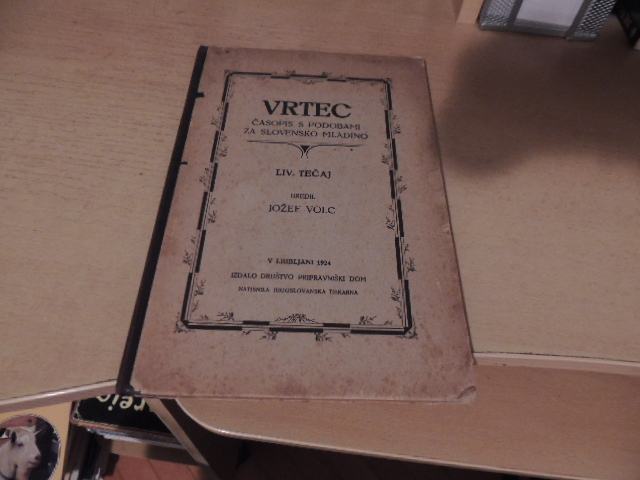 VRTEC
ČASOPIS S PODOBAMI
ZA SLOVENSKO MLADINO
LIV. TEČAJ
UREDIL
JOŽEF VOLC
V LJUBLJANI 1924
IZDALO DRUŠTVO PRIPRAVNIŠKI DOM
NATISNILA JUGOSLOVANSKA TISKARNA